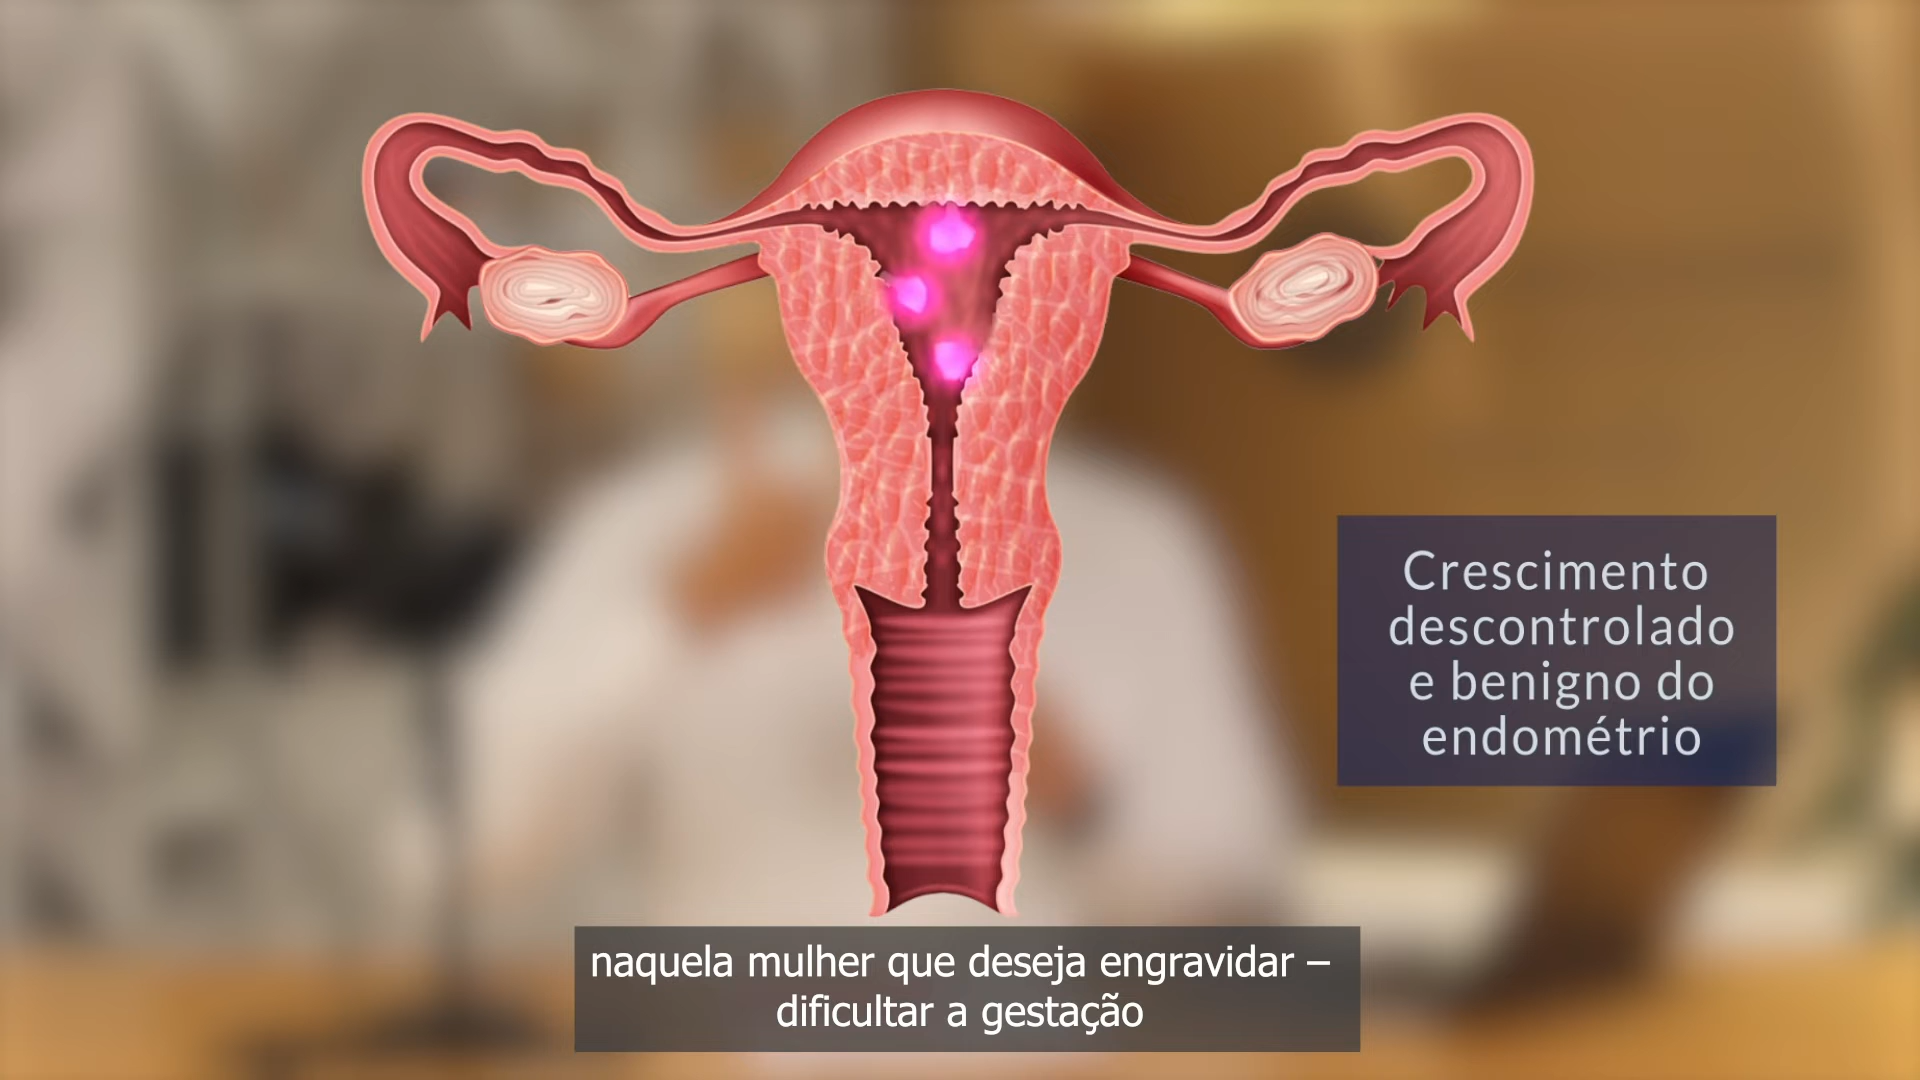 Crescimento
descontrolado
e benigno do
endométrio
naquela mulher que deseja engravidar –
dificultar a gestação